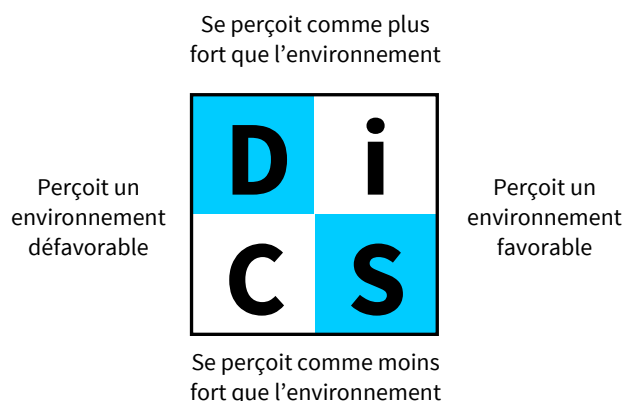 Se perçoit comme plus
fort que l’environnement
D i
Perçoit un
environnement
défavorable
Perçoit un
environnement
favorable
C S
Se perçoit comme moins
fort que l’environnement